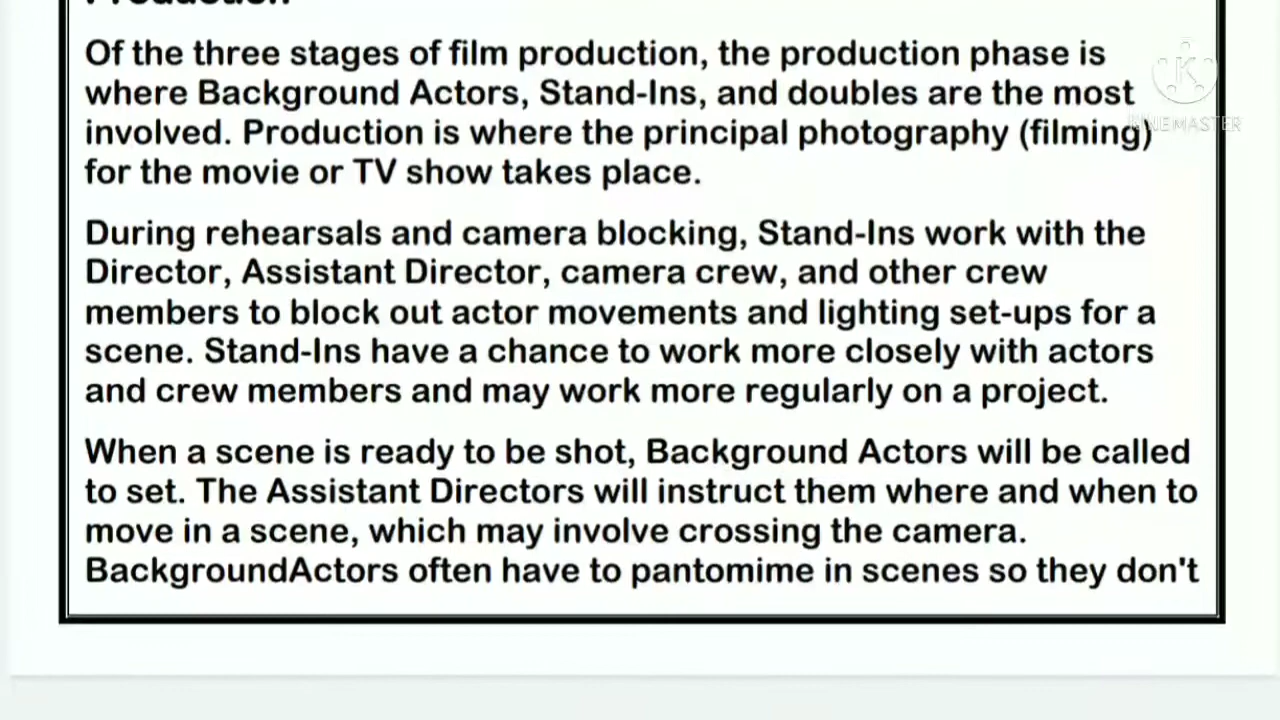 Production
Of the three stages of film production, the production phase is
where Background Actors, Stand-Ins, and doubles are the most
involved. Production is where the principal photography (filming)
for the movie or TV show takes place.
During rehearsals and camera blocking, Stand-Ins work with the
Director, Assistant Director, camera crew, and other crew
members to block out actor movements and lighting set-ups for a
scene. Stand-Ins have a chance to work more closely with actors
and crew members and may work more regularly on a project.
When a scene is ready to be shot, Background Actors will be called
to set. The Assistant Directors will instruct them where and when to
move in a scene, which may involve crossing the camera.
BackgroundActors often have to pantomime in scenes so they don't
K
KINEMASTER